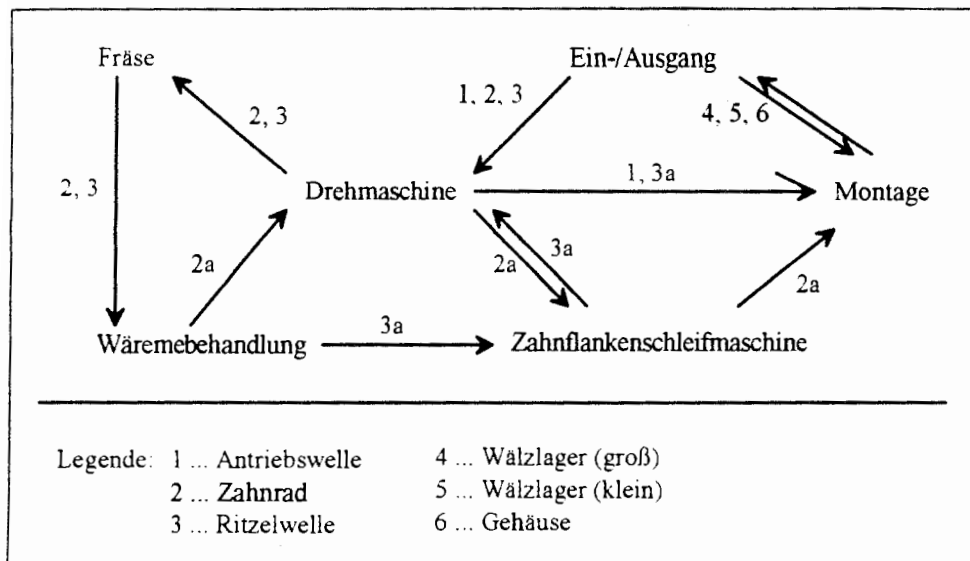 Fräse
Ein-/Ausgang
1, 2, 3
4, 5, 6
2, 3
2, 3
Drehmaschine
1, 3a
Montage
2a
2a
3a
2a
Wäremebehandlung
3a
Zahnflankenschleifmaschine
Legende: 1 ... Antriebswelle
4 ... Wälzlager (groß)
2 ... Zahnrad
5 ... Wälzlager (klein)
3 ... Ritzelwelle
6 ... Gehäuse